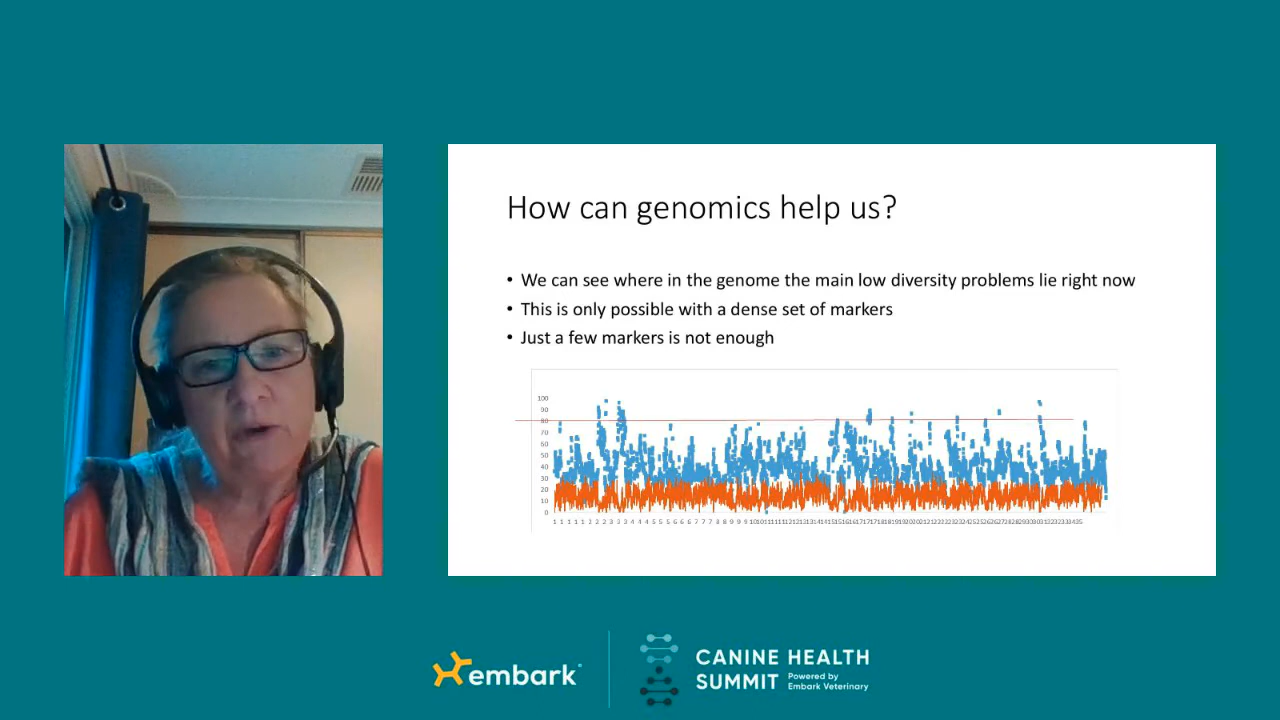 How can genomics help us?
• We can see where in the genome the main low diversity problems lie right now
• This is only possible with a dense set of markers
• Just a few markers is not enough
100
90
80
70
60
50
40
30
20
10
0
embark
CANINE HEALTH
SUMMIT Powered by
Embark Veterinary